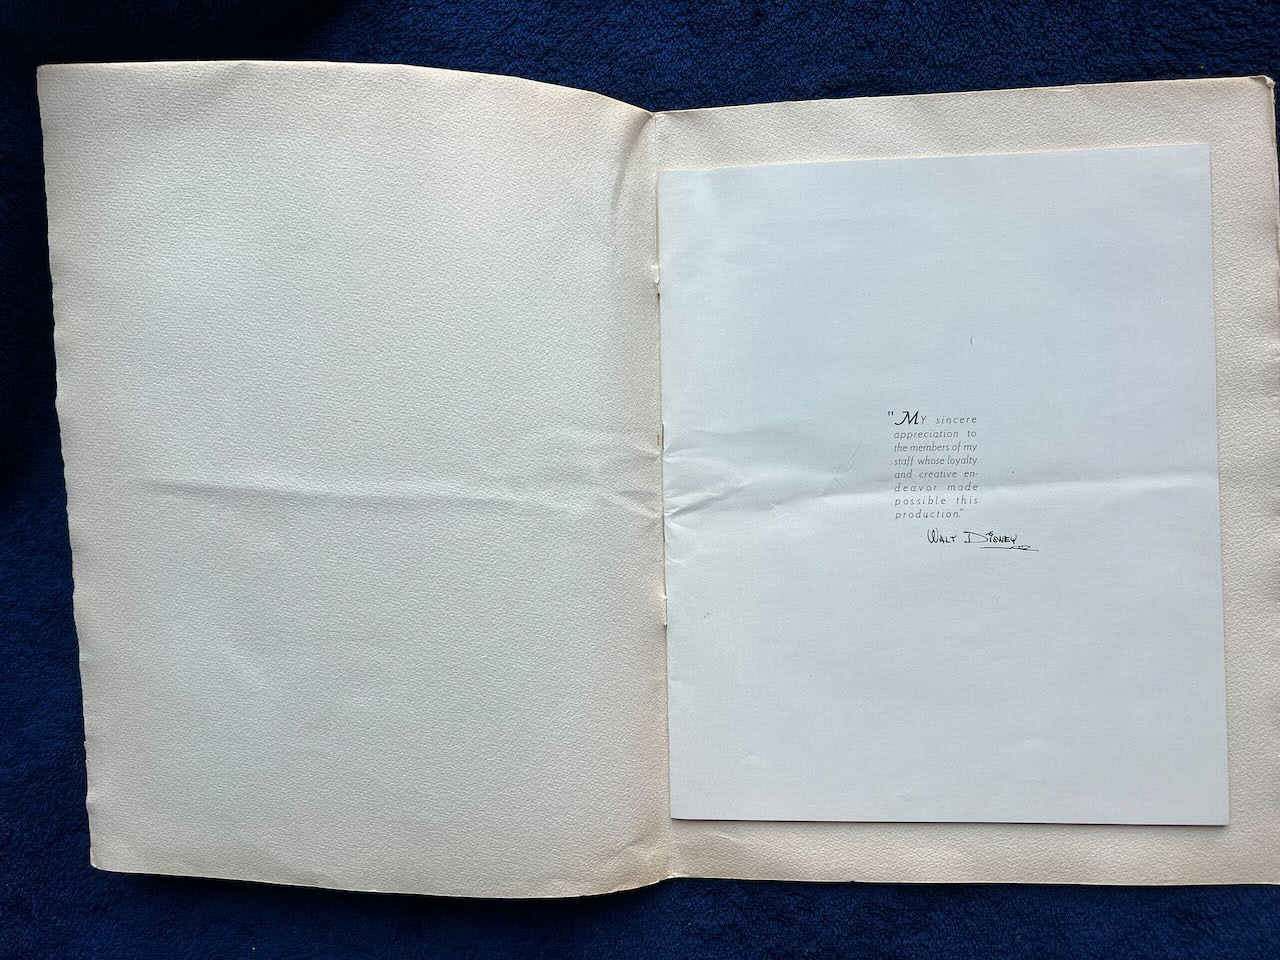 "My sincere
appreciation to
the members of my
staff whose loyalty
and creative en-
deavor made
possible this
production."
Walt Disney